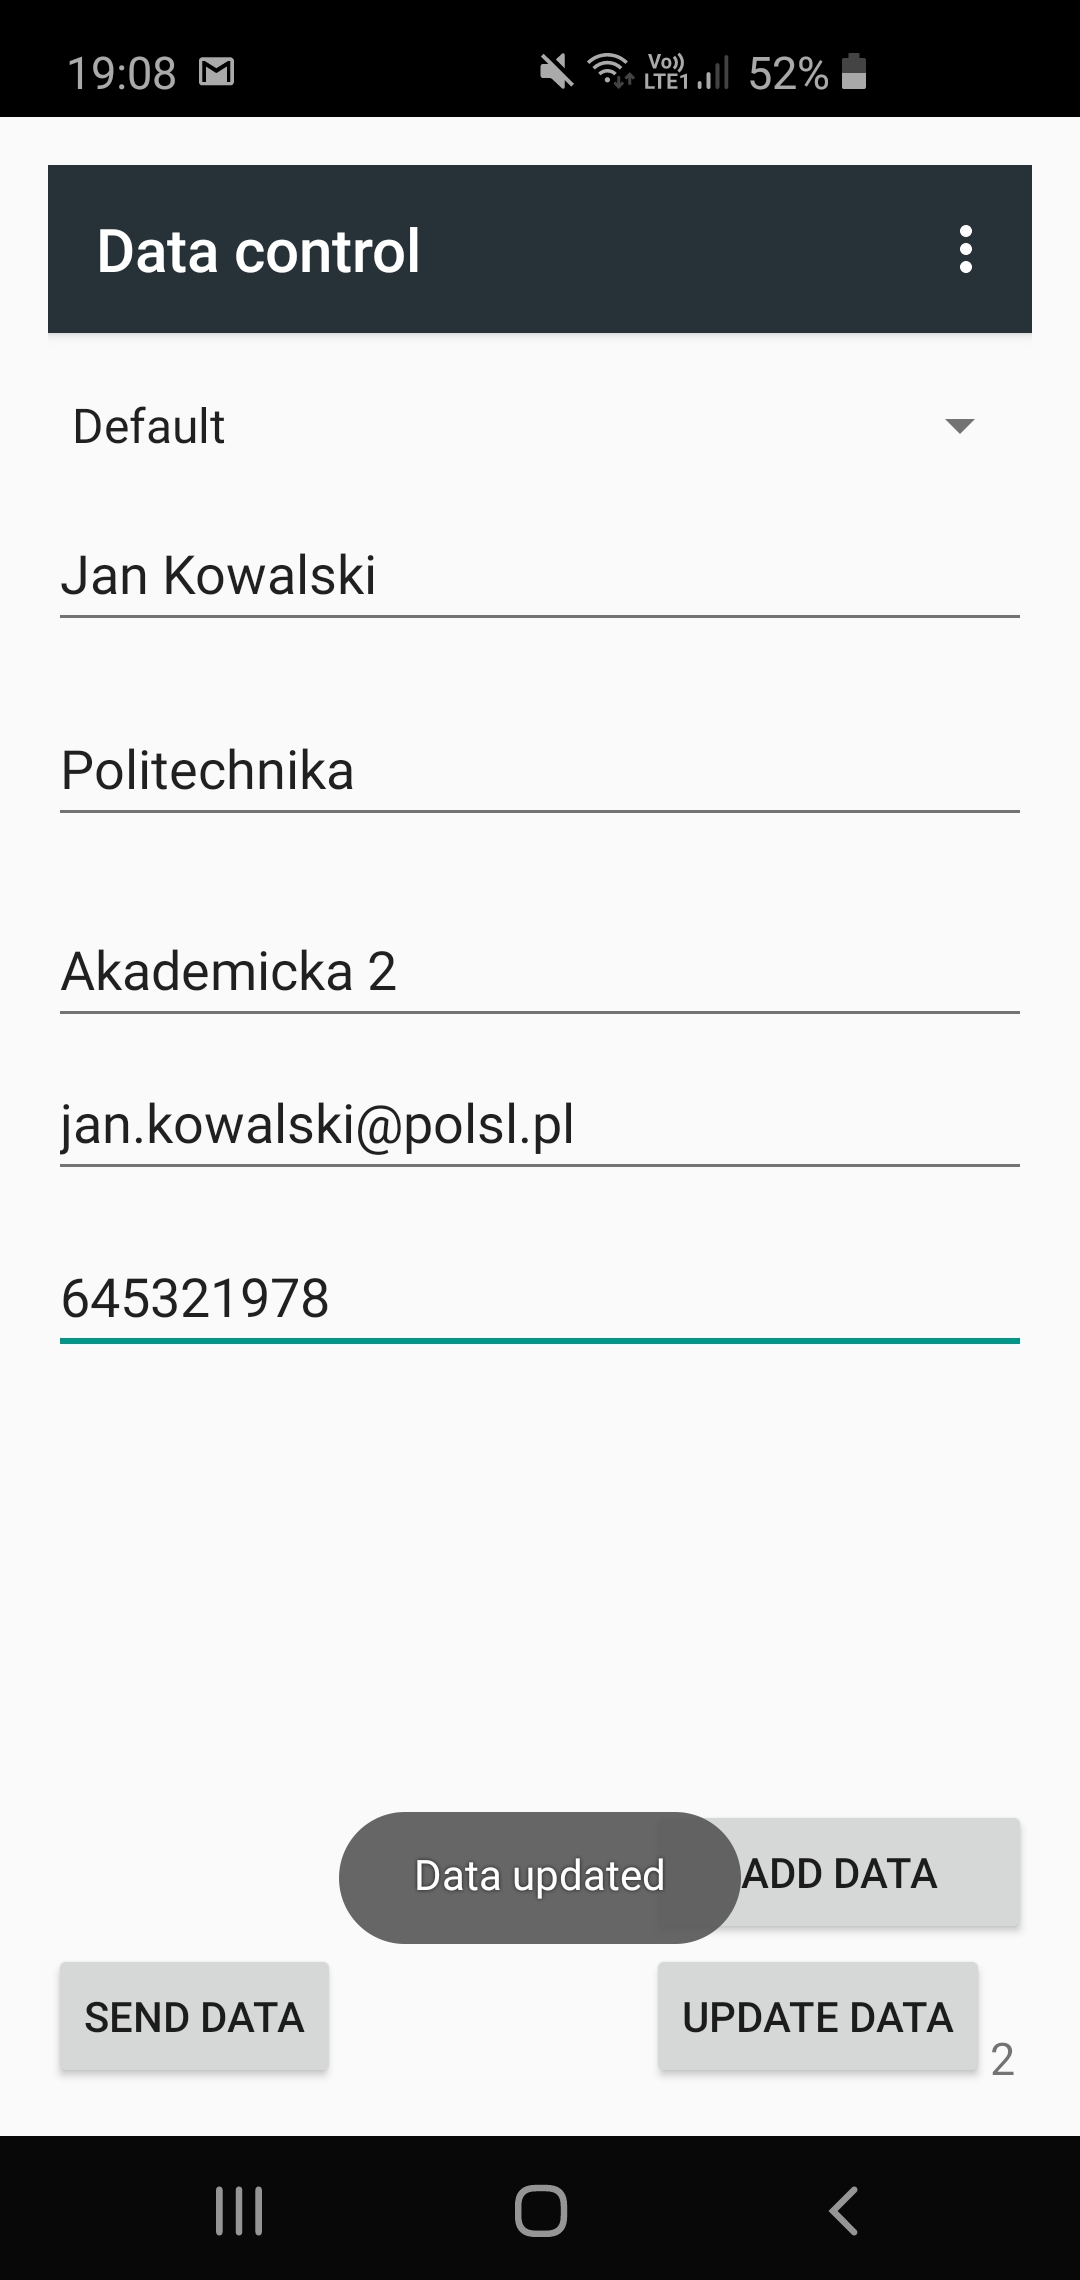 19:08
Vo))
LTE1
52%
Data control
Default
Jan Kowalski
Politechnika
Akademicka 2
jan.kowalski@polsl.pl
645321978
Data updated
ADD DATA
SEND DATA
UPDATE DATA
2